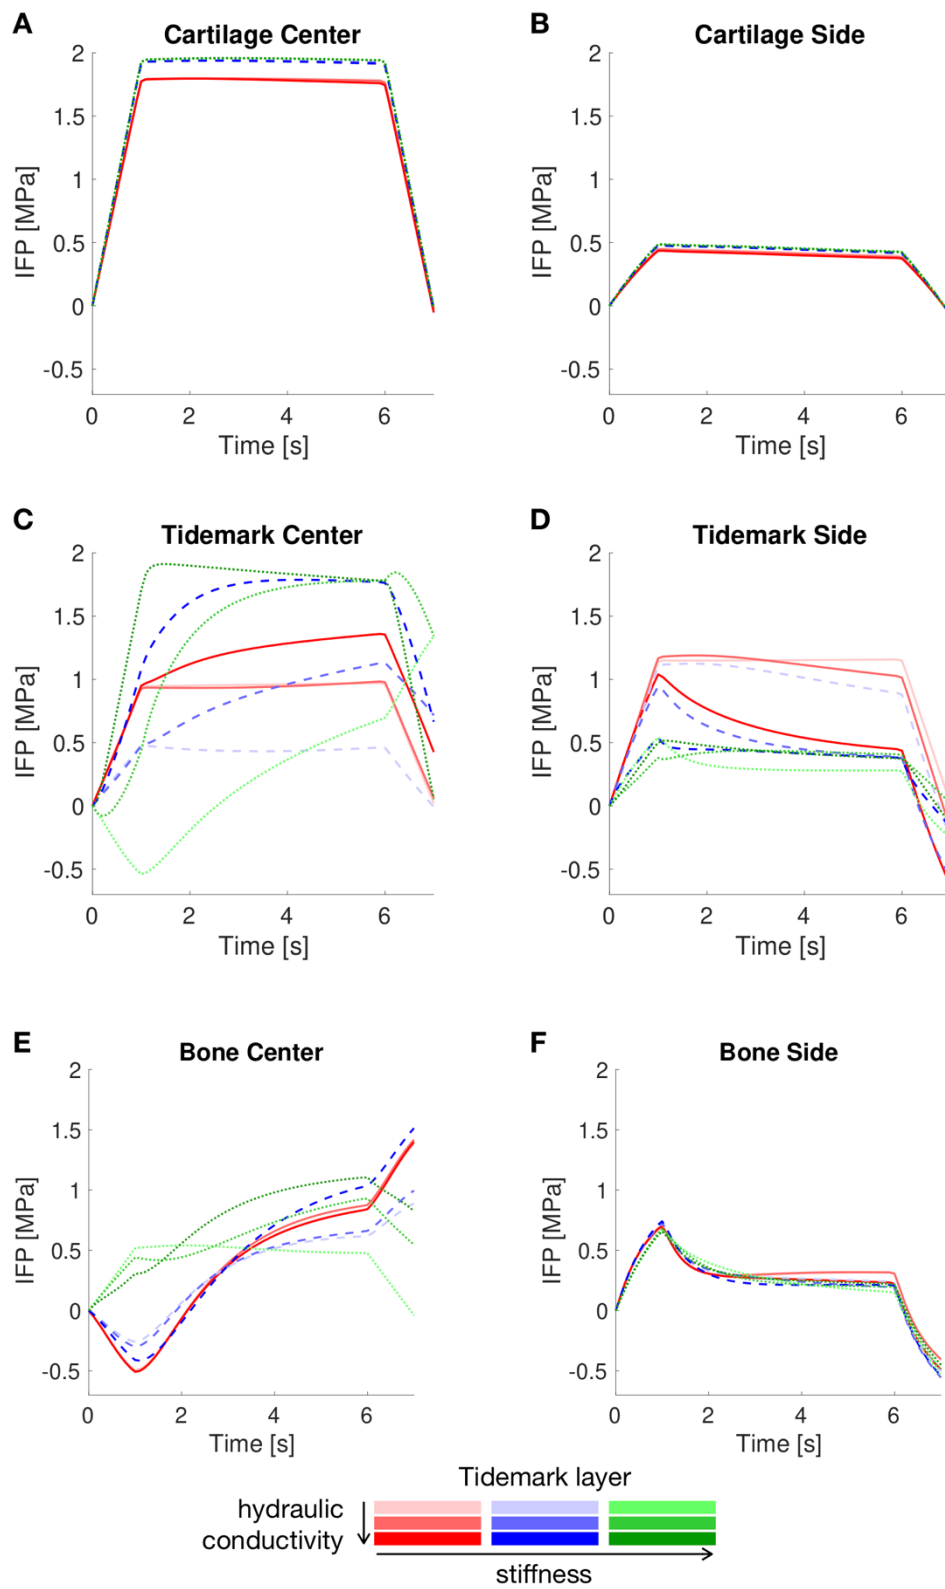 A
Cartilage Center
2
1.5
1
0.5
0
-0.5
IFP [MPa]
0 2 4 6
Time [s]
B
Cartilage Side
2
1.5
1
0.5
0
-0.5
IFP [MPa]
0 2 4 6
Time [s]
C
Tidemark Center
2
1.5
1
0.5
0
-0.5
IFP [MPa]
0 2 4 6
Time [s]
D
Tidemark Side
2
1.5
1
0.5
0
-0.5
IFP [MPa]
0 2 4 6
Time [s]
E
Bone Center
2
1.5
1
0.5
0
-0.5
IFP [MPa]
0 2 4 6
Time [s]
F
Bone Side
2
1.5
1
0.5
0
-0.5
IFP [MPa]
0 2 4 6
Time [s]
Tidemark layer
hydraulic
conductivity
stiffness